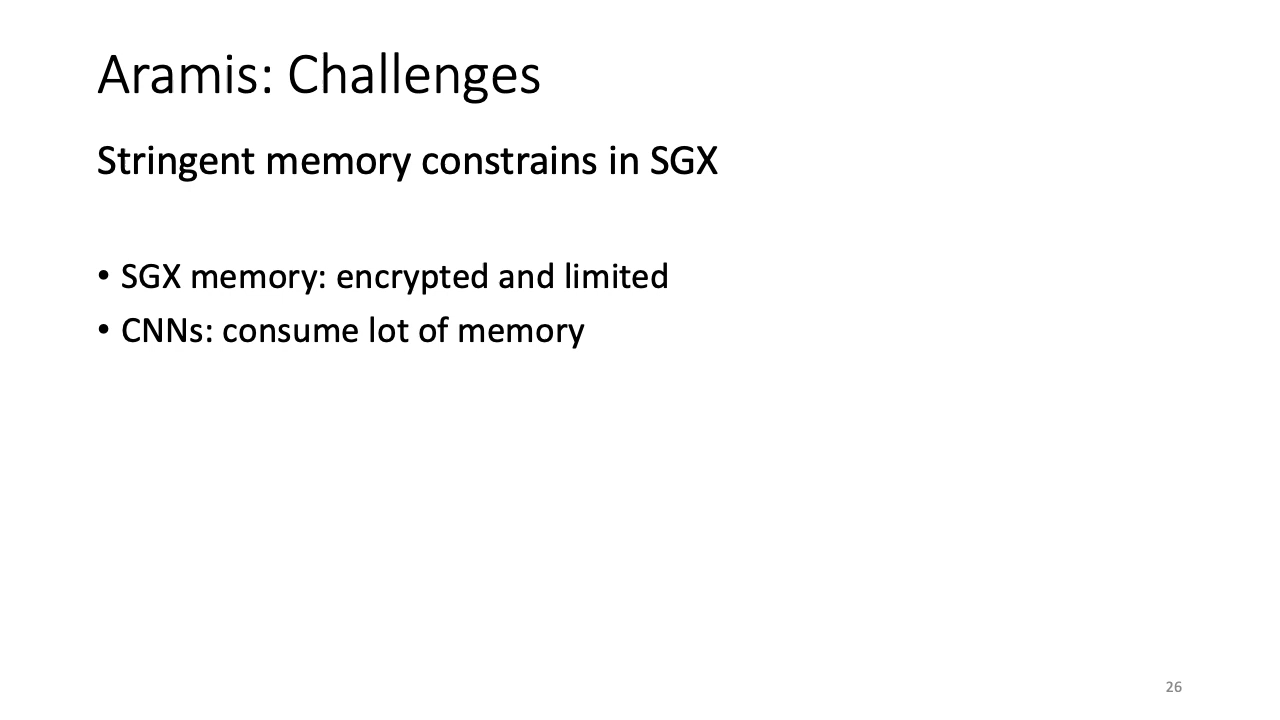 Aramis: Challenges
Stringent memory constrains in SGX
• SGX memory: encrypted and limited
• CNNs: consume lot of memory
26